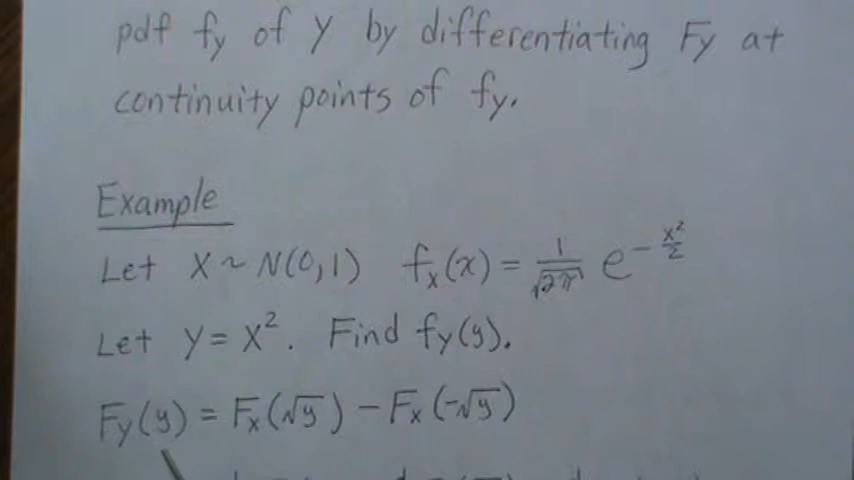 pdf fy of Y by differentiating Fy at
continuity points of fy.
Example
Let X ~ N(0,1) fx(x) = 1/√2π e^-x²/2
Let Y = X². Find fy(y).
Fy(y) = Fx(√y) - Fx(-√y)